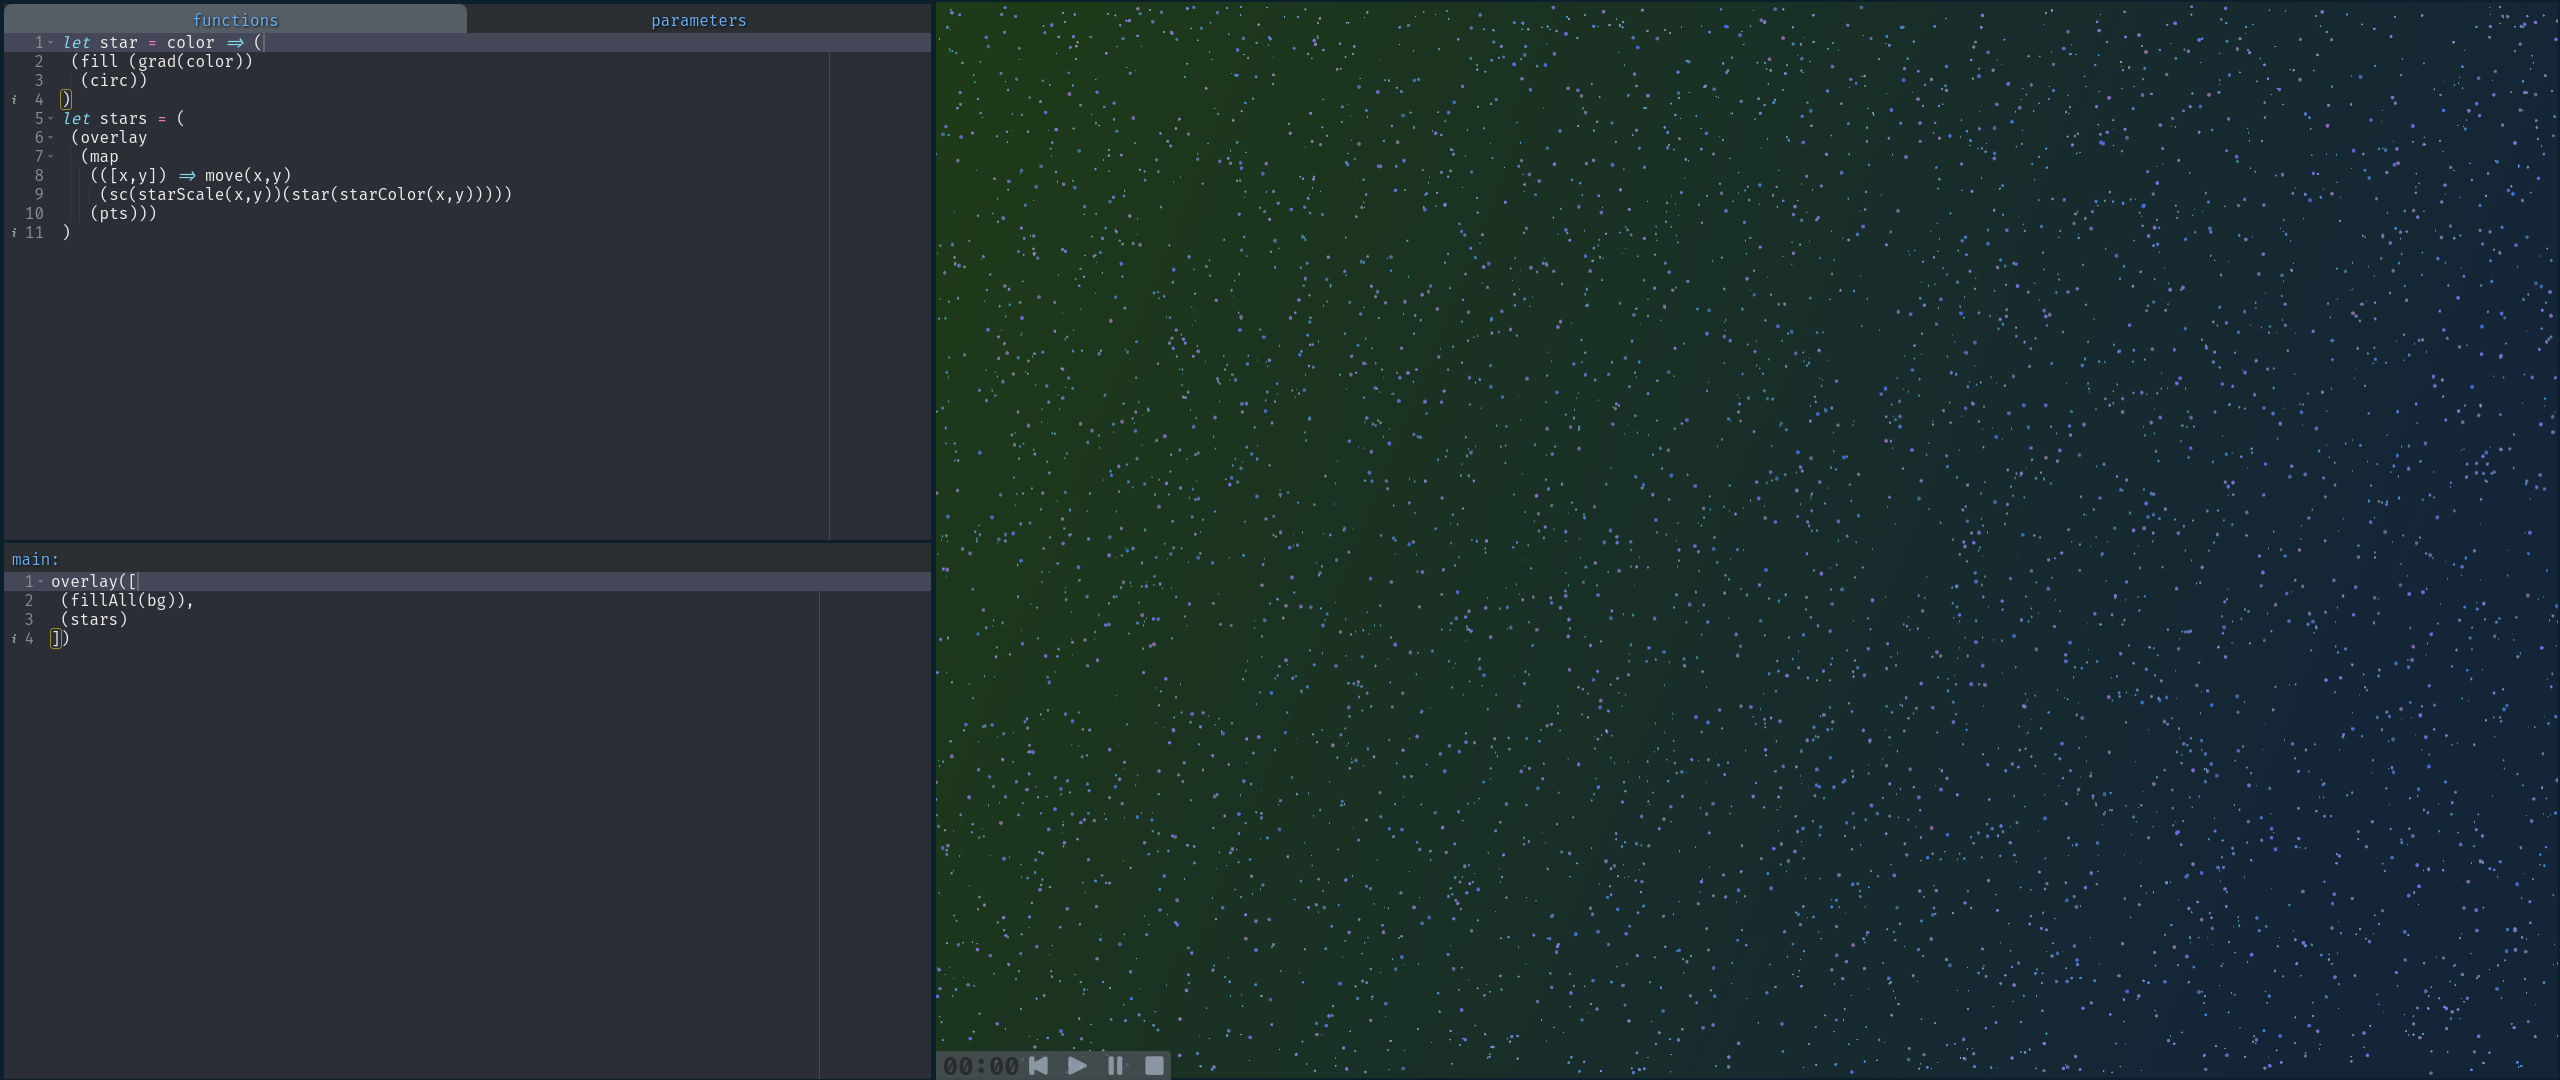 functions parameters
1 let star = color => (
2 (fill (grad(color))
3 (circ))
i 4 )
5 let stars = (
6 (overlay
7 (map
8 (([x,y]) => move(x,y)
9 (sc(starScale(x,y))(star(starColor(x,y)))))
10 (pts)))
i 11 )
main:
1 overlay([
2 (fillAll(bg)),
3 (stars)
i 4 ])
00:00